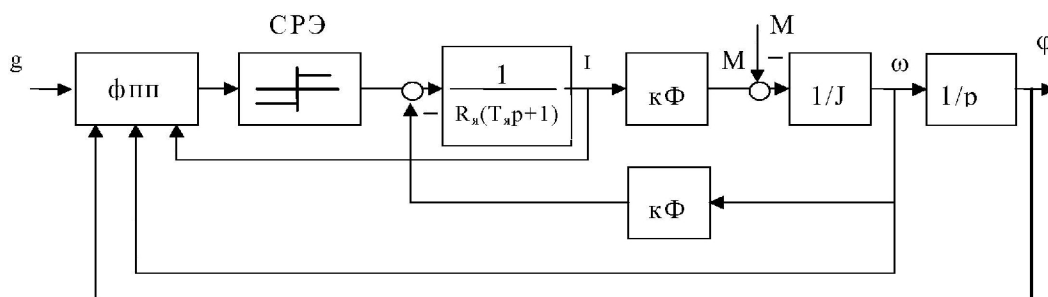 СРЭ
g
фпп
1
Rя(Tяp+1)
I
кФ
М
М
−
−
1/J
ω
1/p
φ
кФ